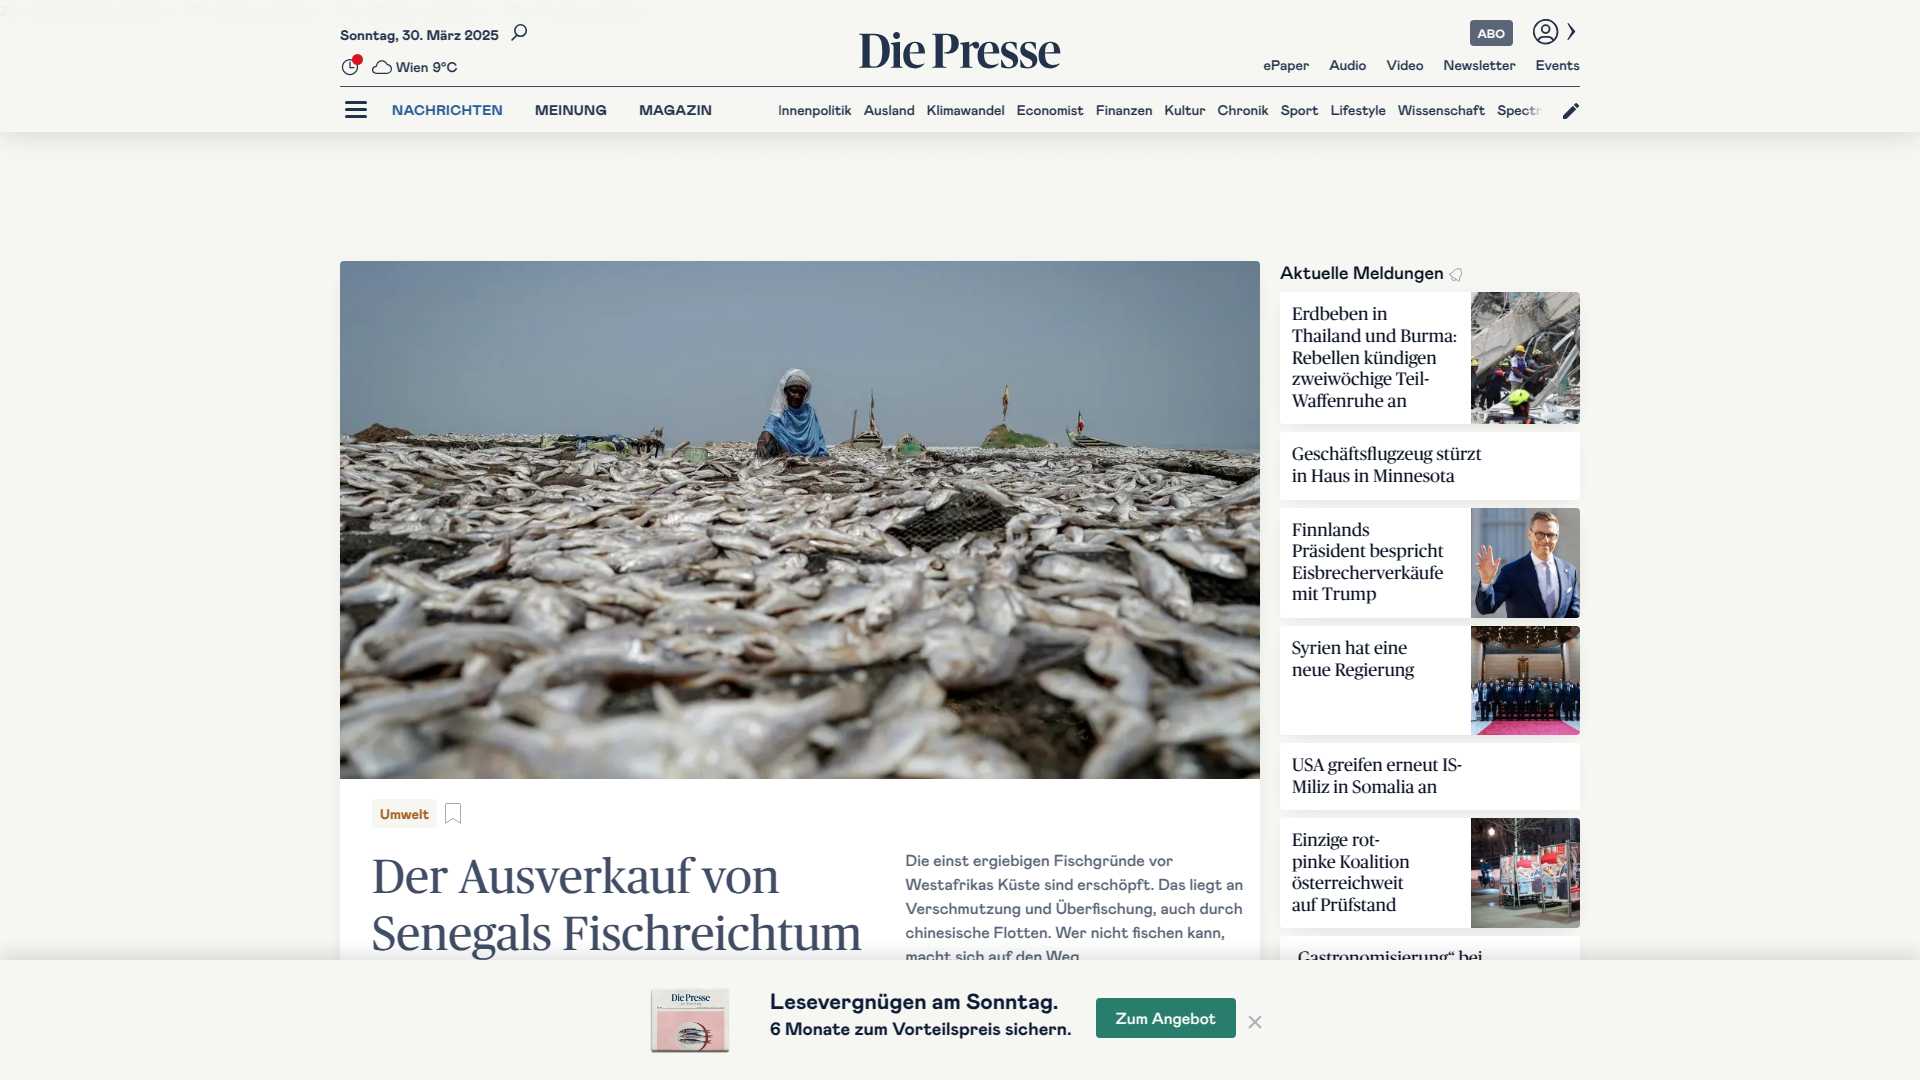 Sonntag, 30. März 2025
Wien 9°C
Die Presse
ABO
ePaper Audio Video Newsletter Events
NACHRICHTEN MEINUNG MAGAZIN
Innenpolitik Ausland Klimawandel Economist Finanzen Kultur Chronik Sport Lifestyle Wissenschaft Spectr
Umwelt
Der Ausverkauf von
Senegals Fischreichtum
Die einst ergiebigen Fischgründe vor
Westafrikas Küste sind erschöpft. Das liegt an
Verschmutzung und Überfischung, auch durch
chinesische Flotten. Wer nicht fischen kann,
macht sich auf den Weg
Aktuelle Meldungen
Erdbeben in
Thailand und Burma:
Rebellen kündigen
zweiwöchige Teil-
Waffenruhe an
Geschäftsflugzeug stürzt
in Haus in Minnesota
Finnlands
Präsident bespricht
Eisbrecherverkäufe
mit Trump
Syrien hat eine
neue Regierung
USA greifen erneut IS-
Miliz in Somalia an
Einzige rot-
pinke Koalition
österreichweit
auf Prüfstand
„Gastronomisierung“ bei
Die Presse
Lesevergnügen am Sonntag.
6 Monate zum Vorteilspreis sichern.
Zum Angebot